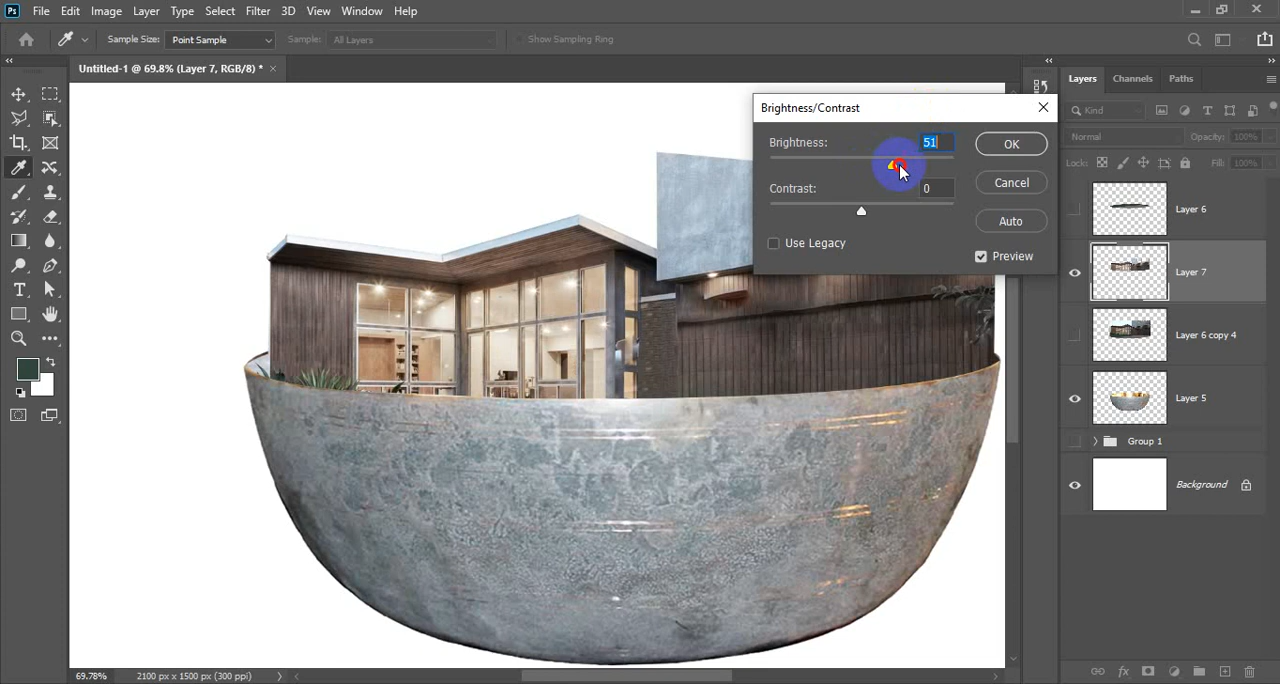 Ps File Edit Image Layer Type Select Filter 3D View Window Help
Sample Size: Point Sample Sample: All Layers Show Sampling Ring
Untitled-1 @ 69.8% (Layer 7, RGB/8) * ×
Layers Channels Paths
Brightness/Contrast
Kind
Brightness: 51
OK
Normal Opacity: 100%
Lock: Fill: 100%
Contrast: 0
Cancel
Layer 6
Auto
Use Legacy
Preview
Layer 7
Layer 6 copy 4
Layer 5
Group 1
Background
69.78% 2100 px x 1500 px (300 ppi)